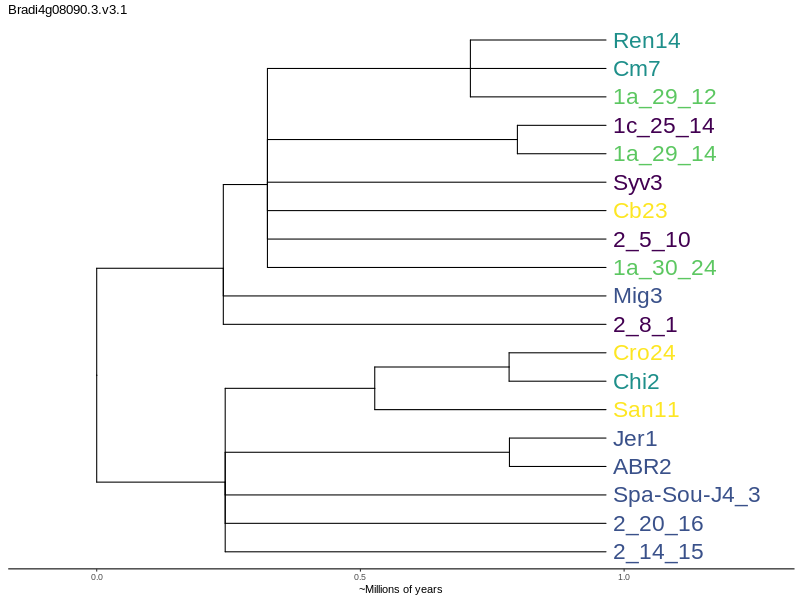 Bradi4g08090.3.v3.1
Ren14
Cm7
1a_29_12
1c_25_14
1a_29_14
Syv3
Cb23
2_5_10
1a_30_24
Mig3
2_8_1
Cro24
Chi2
San11
Jer1
ABR2
Spa-Sou-J4_3
2_20_16
2_14_15
0.0 0.5 1.0
~Millions of years